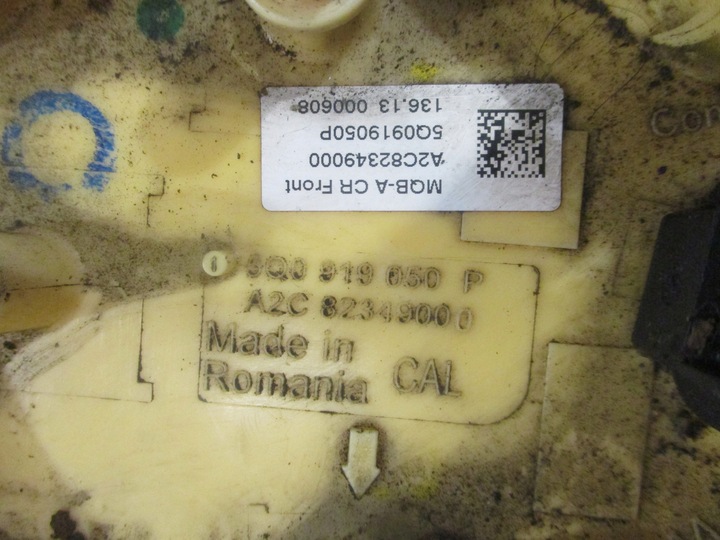 MQB-A CR Front
A2C82349000
5Q0919050P
136.13 000608
5Q0 919 050 P
A2C 82349000
Made in
Romania CAL